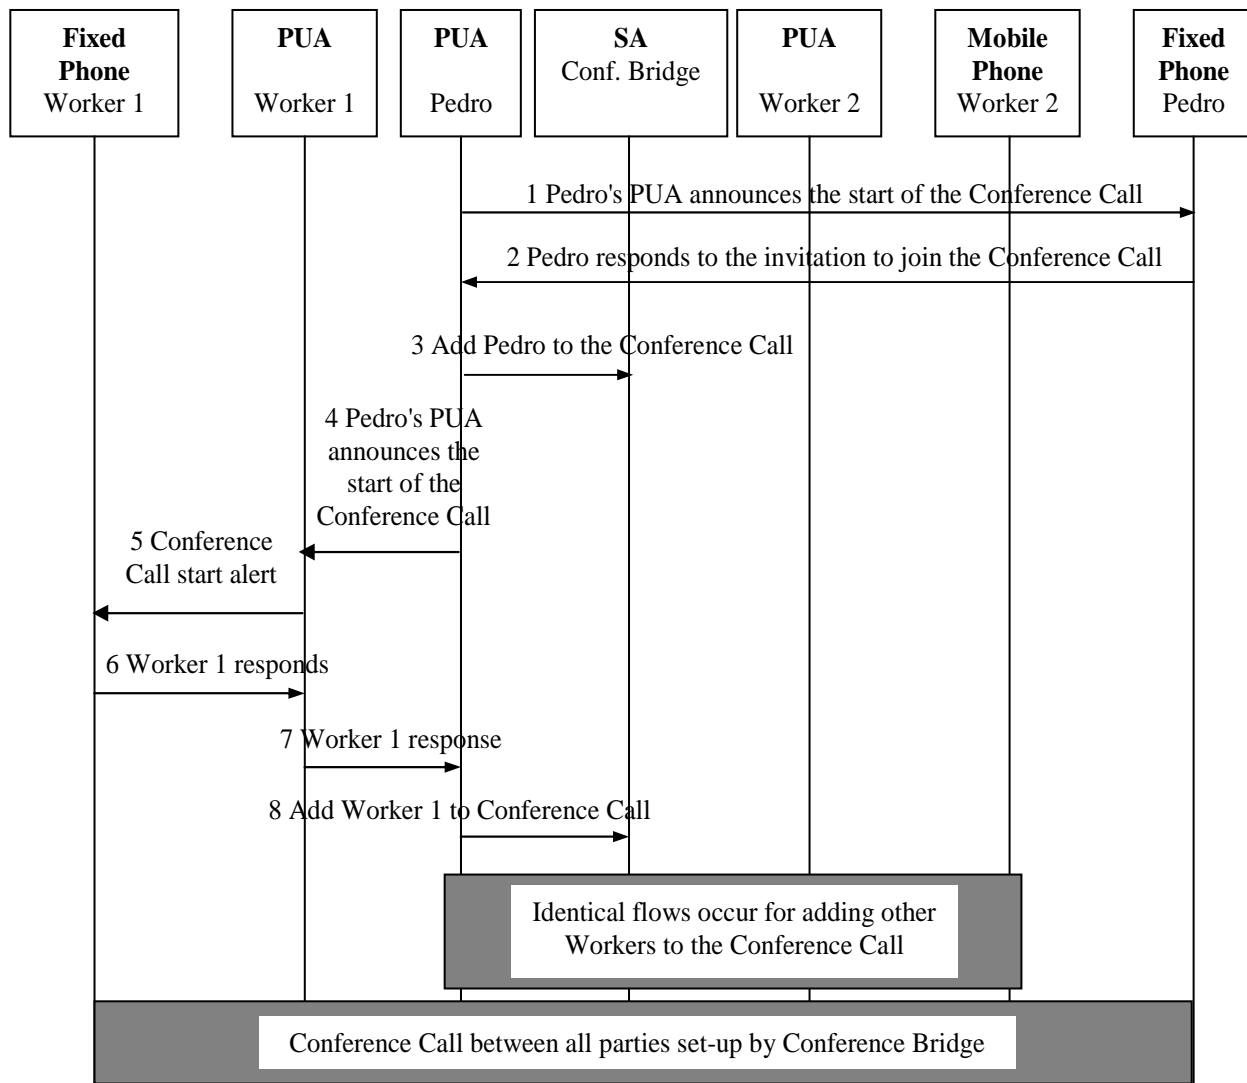 Fixed
Phone
Worker 1
PUA
Worker 1
PUA
Pedro
SA
Conf. Bridge
PUA
Worker 2
Mobile
Phone
Worker 2
Fixed
Phone
Pedro
1 Pedro's PUA announces the start of the Conference Call
2 Pedro responds to the invitation to join the Conference Call
3 Add Pedro to the Conference Call
4 Pedro's PUA
announces the
start of the
Conference Call
5 Conference
Call start alert
6 Worker 1 responds
7 Worker 1 response
8 Add Worker 1 to Conference Call
Identical flows occur for adding other
Workers to the Conference Call
Conference Call between all parties set-up by Conference Bridge